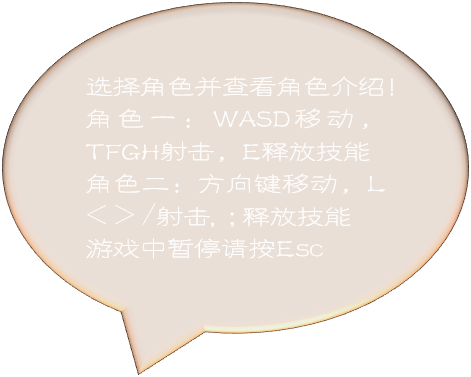 选择角色并查看角色介绍!
角色一：WASD移动，
TFGH射击，E释放技能
角色二：方向键移动，L
<>/射击,;释放技能
游戏中暂停请按Esc